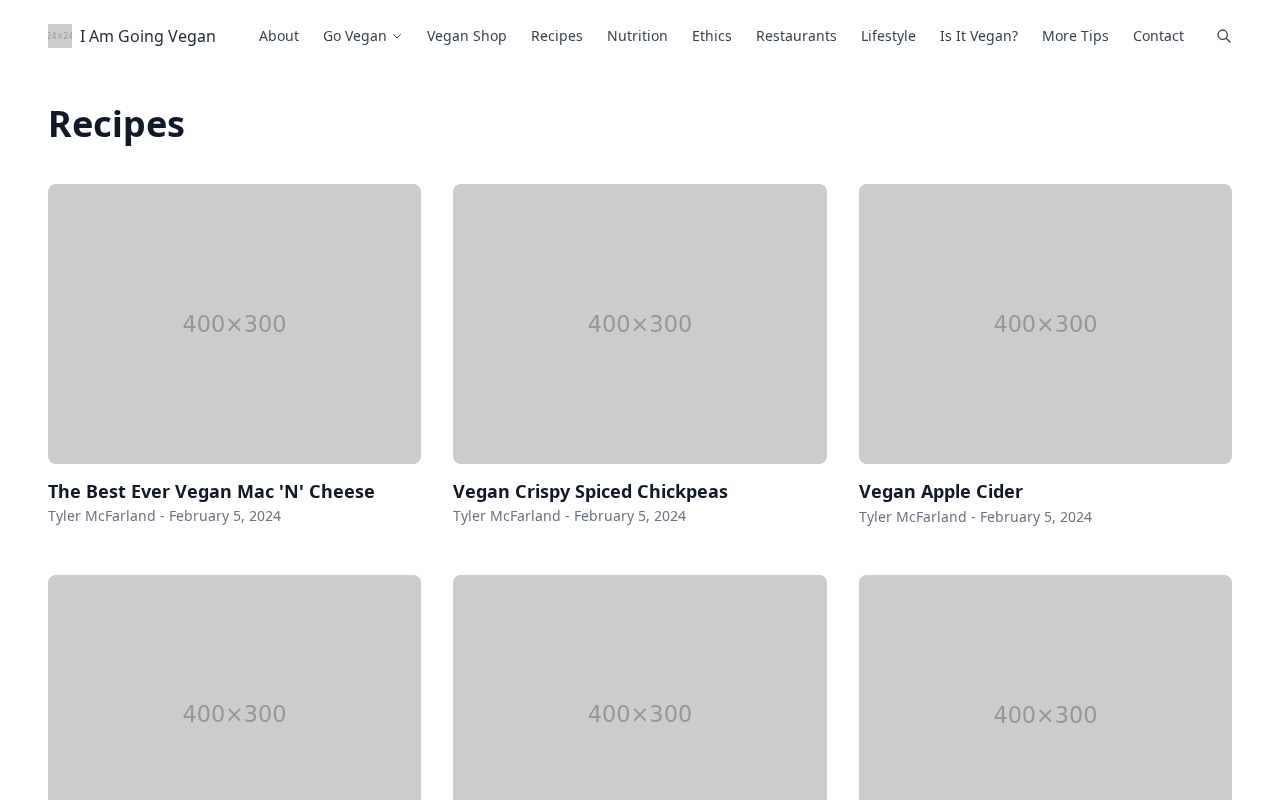 24×24
I Am Going Vegan
About
Go Vegan
Vegan Shop
Recipes
Nutrition
Ethics
Restaurants
Lifestyle
Is It Vegan?
More Tips
Contact
Recipes
400×300
400×300
400×300
The Best Ever Vegan Mac 'N' Cheese
Tyler McFarland - February 5, 2024
Vegan Crispy Spiced Chickpeas
Tyler McFarland - February 5, 2024
Vegan Apple Cider
Tyler McFarland - February 5, 2024
400×300
400×300
400×300